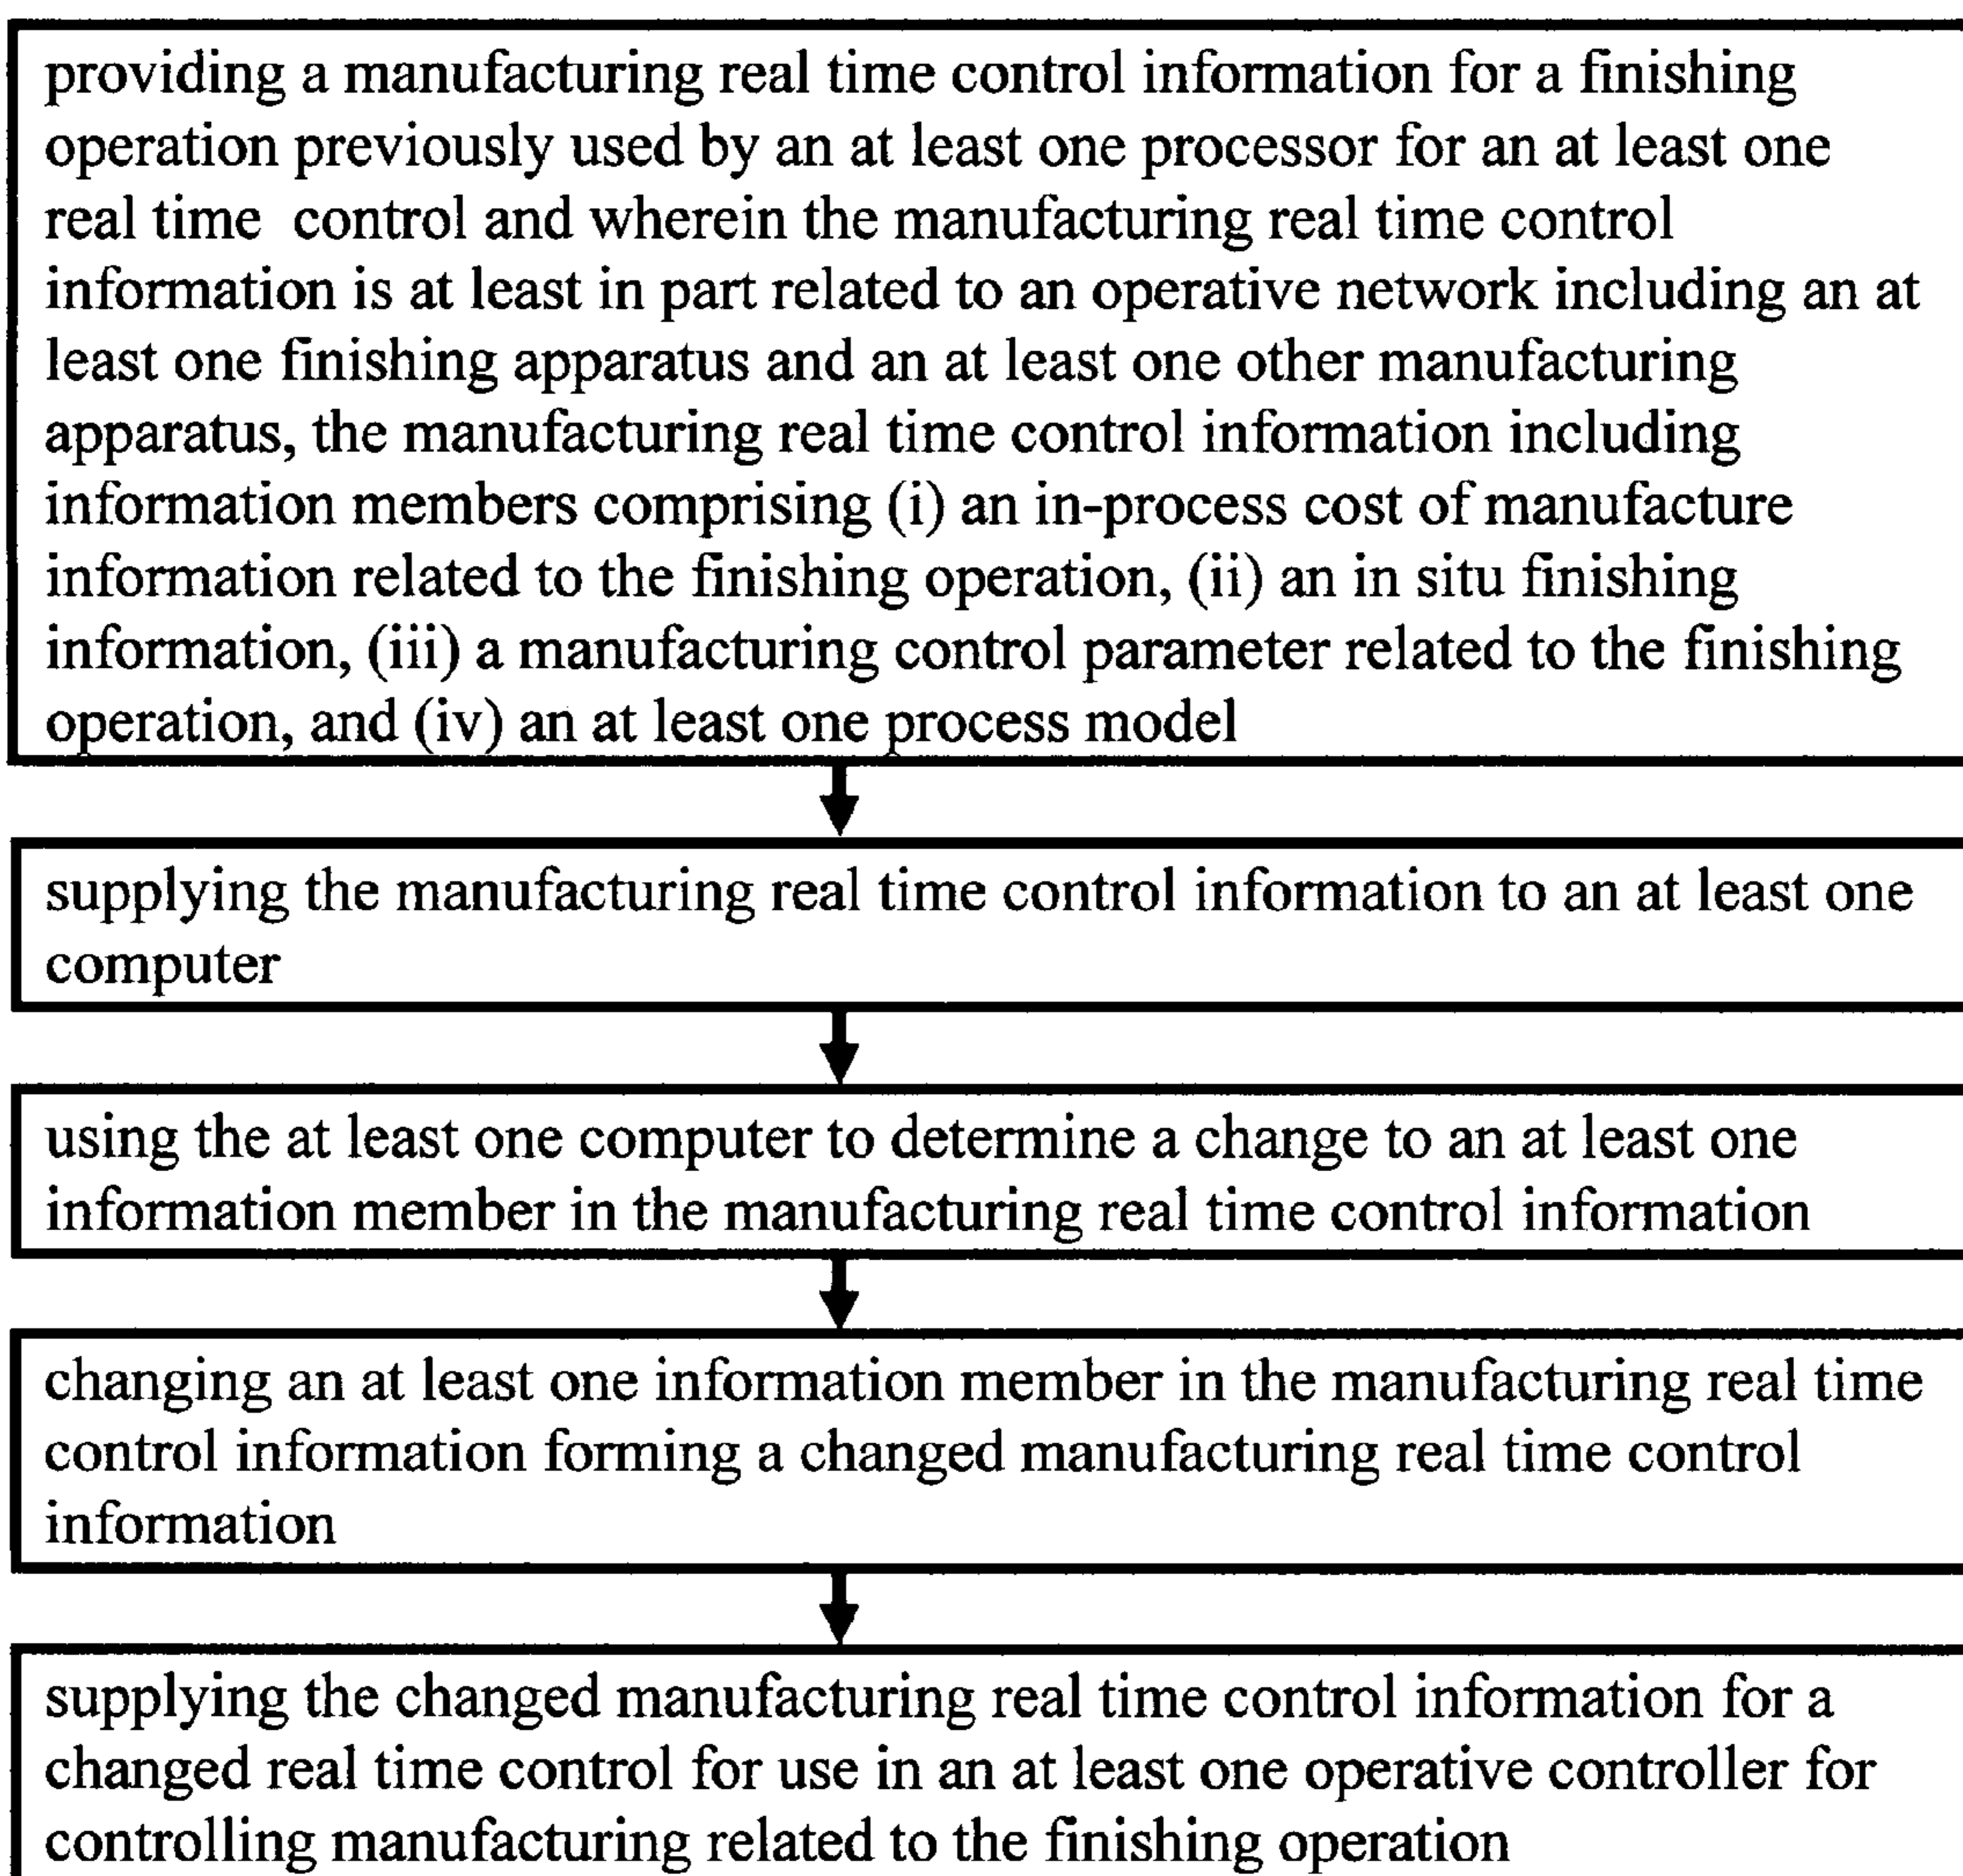 providing a manufacturing real time control information for a finishing
operation previously used by an at least one processor for an at least one
real time control and wherein the manufacturing real time control
information is at least in part related to an operative network including an at
least one finishing apparatus and an at least one other manufacturing
apparatus, the manufacturing real time control information including
information members comprising (i) an in-process cost of manufacture
information related to the finishing operation, (ii) an in situ finishing
information, (iii) a manufacturing control parameter related to the finishing
operation, and (iv) an at least one process model
supplying the manufacturing real time control information to an at least one
computer
using the at least one computer to determine a change to an at least one
information member in the manufacturing real time control information
changing an at least one information member in the manufacturing real time
control information forming a changed manufacturing real time control
information
supplying the changed manufacturing real time control information for a
changed real time control for use in an at least one operative controller for
controlling manufacturing related to the finishing operation